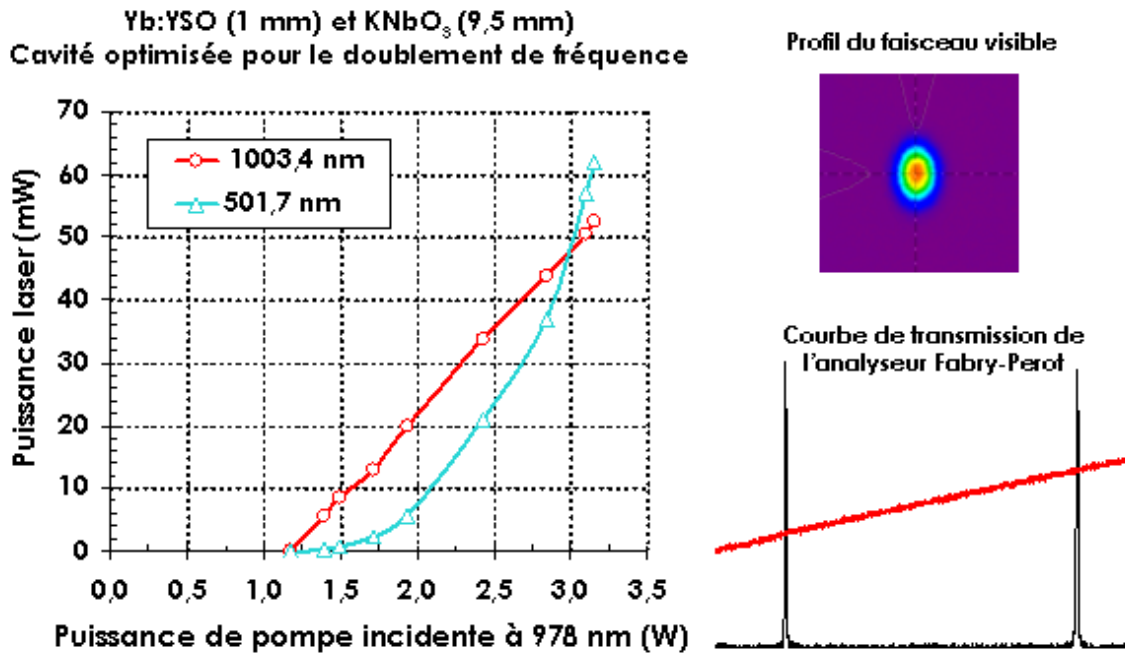 Yb:YSO (1 mm) et KNbO₃ (9,5 mm)
Cavité optimisée pour le doublement de fréquence
Puissance laser (mW)
70
60
50
40
30
20
10
0
1003,4 nm
501,7 nm
0,0 0,5 1,0 1,5 2,0 2,5 3,0 3,5
Puissance de pompe incidente à 978 nm (W)
Profil du faisceau visible
Courbe de transmission de
l'analyseur Fabry-Perot